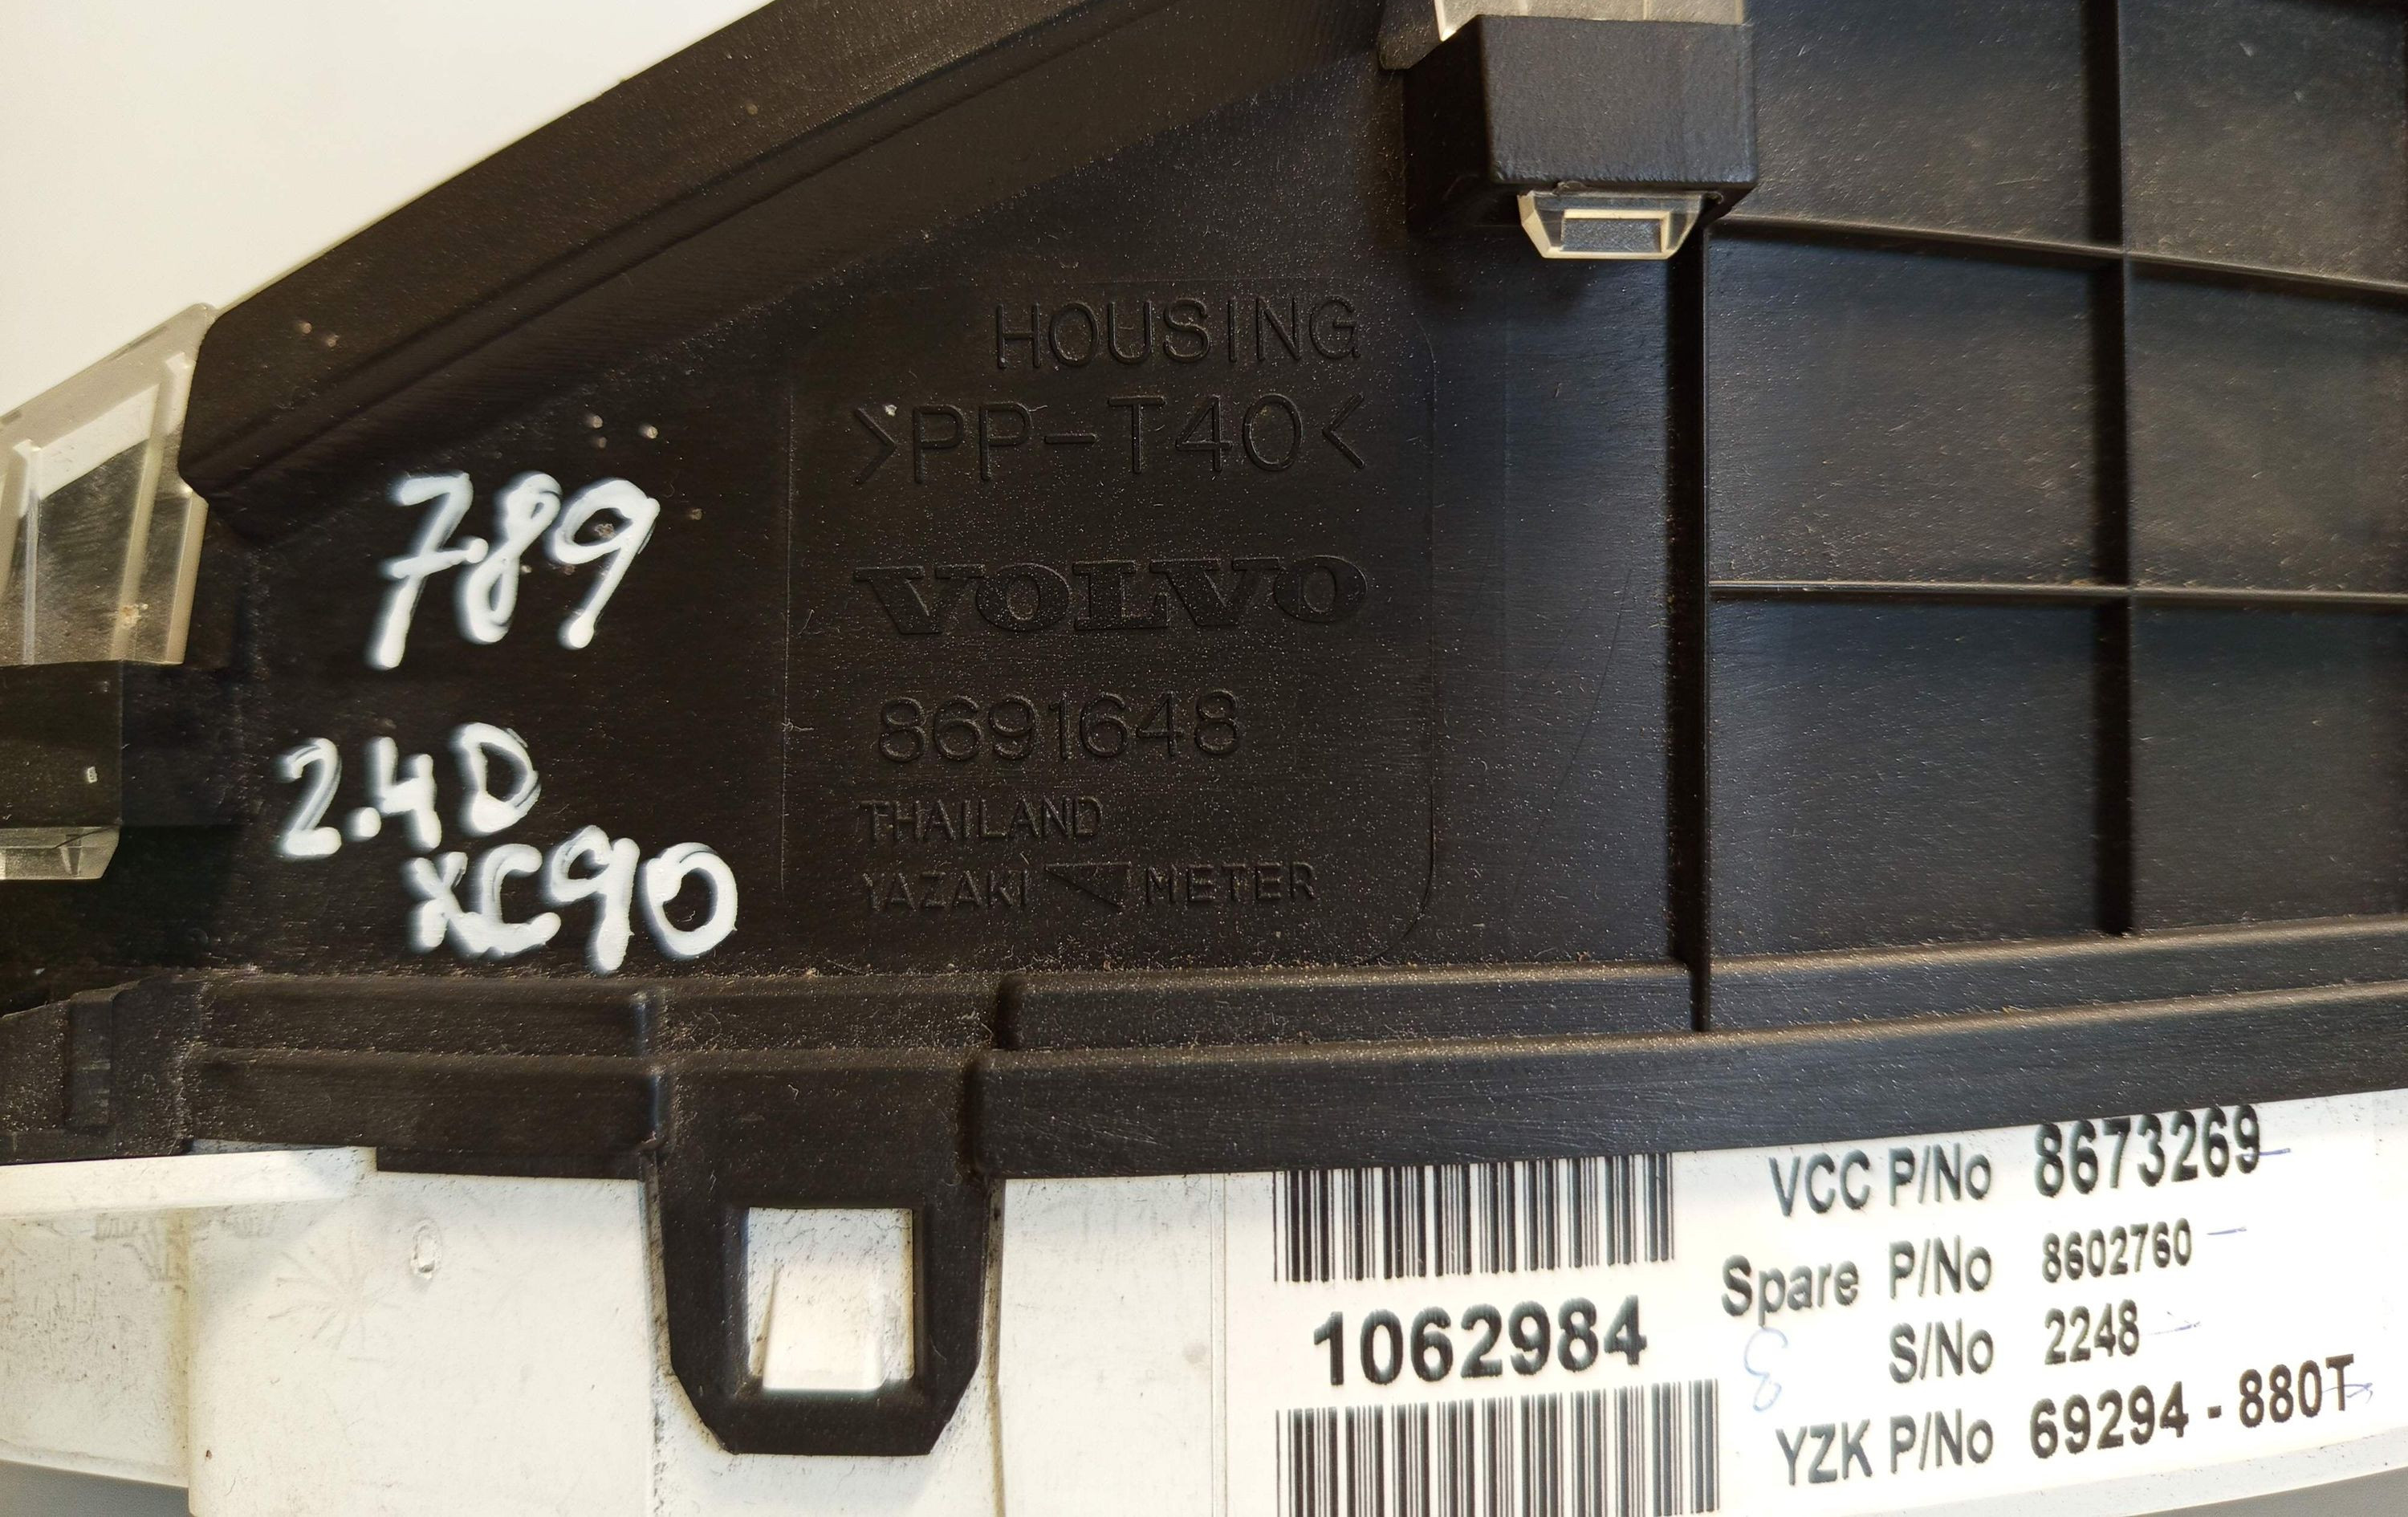 HOUSING
>PP-T40<
VOLVO
8691648
THAILAND
YAZAKI METER
789
2.4D
XC90
1062984
VCC P/No 8673269
Spare P/No 8602760
S/No 2248
YZK P/No 69294-880T